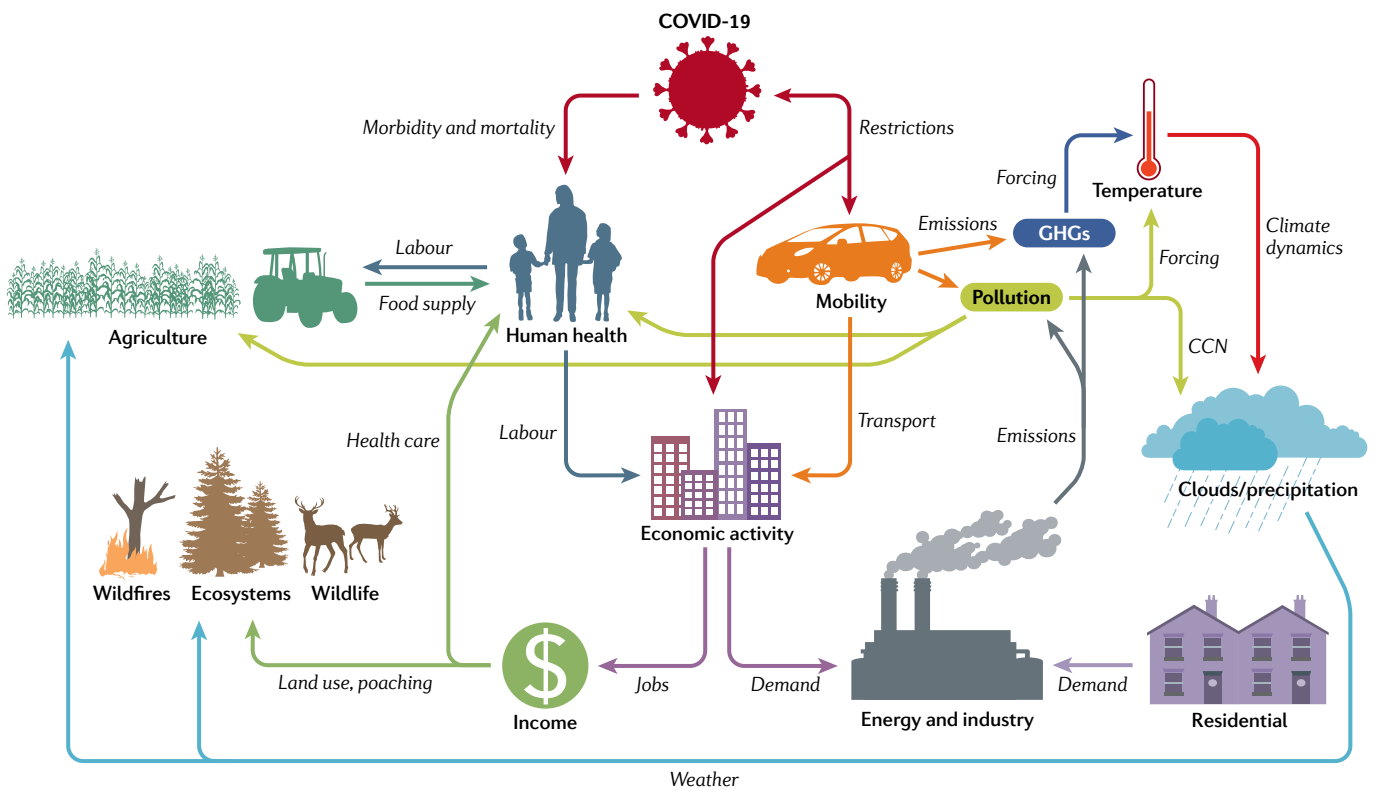 COVID-19
Morbidity and mortality
Restrictions
Forcing
Temperature
Emissions
GHGs
Climate
dynamics
Labour
Forcing
Food supply
Mobility
Pollution
Agriculture
Human health
CCN
Health care
Labour
Transport
Emissions
Clouds/precipitation
Economic activity
Wildfires
Ecosystems
Wildlife
Land use, poaching
Jobs
Demand
Demand
Income
Energy and industry
Residential
Weather